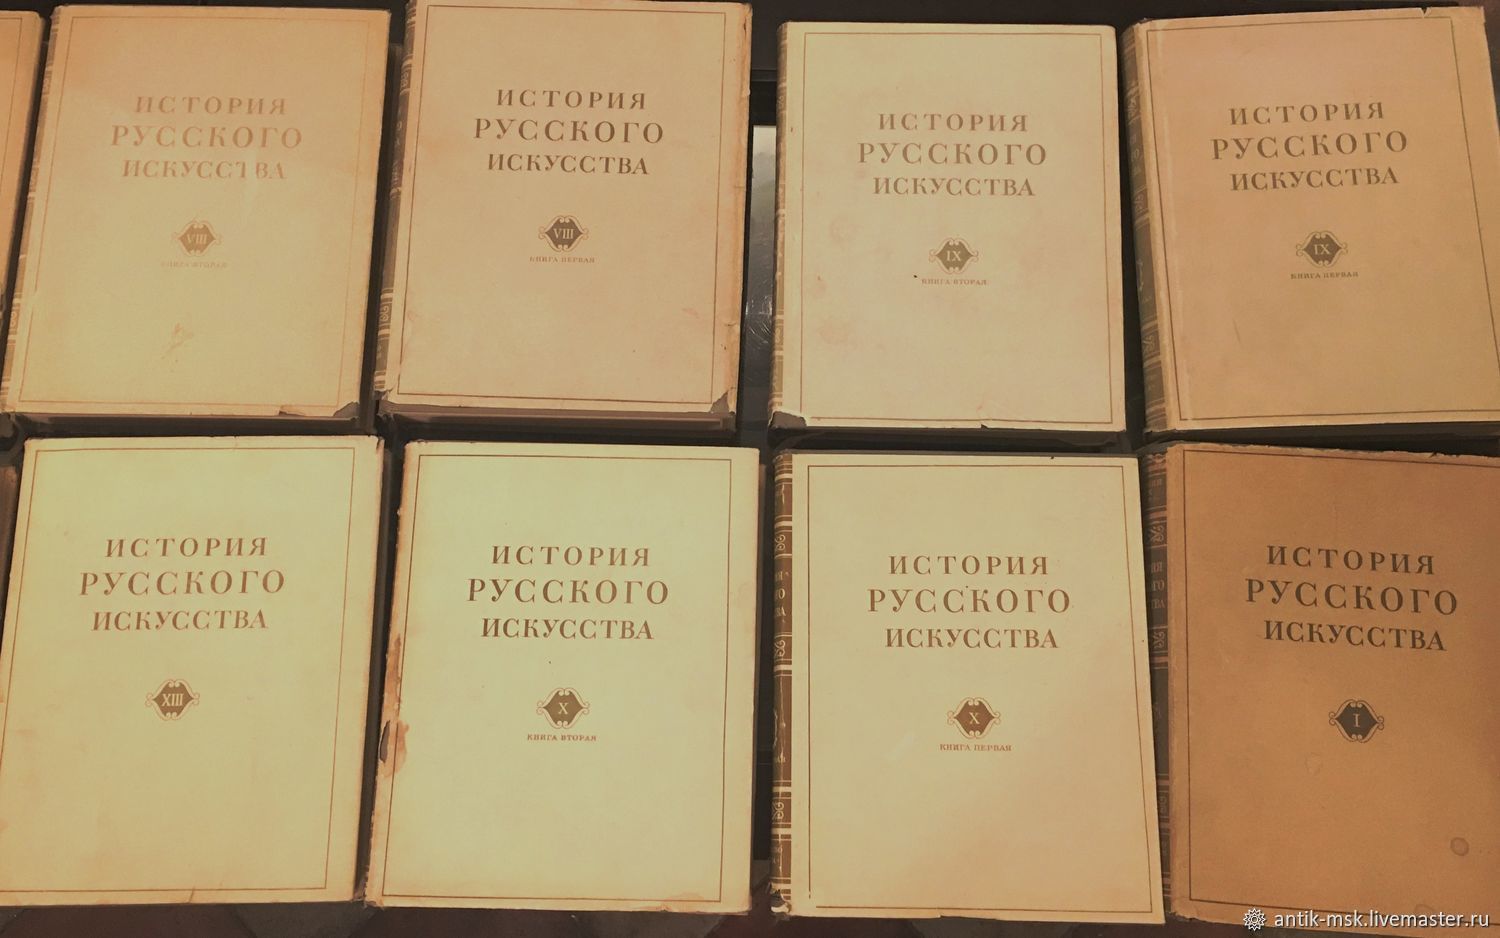 ИСТОРИЯ
РУССКОГО
ИСКУССТВА
VIII
КНИГА ВТОРАЯ
ИСТОРИЯ
РУССКОГО
ИСКУССТВА
VIII
КНИГА ПЕРВАЯ
ИСТОРИЯ
РУССКОГО
ИСКУССТВА
IX
КНИГА ВТОРАЯ
ИСТОРИЯ
РУССКОГО
ИСКУССТВА
IX
КНИГА ПЕРВАЯ
ИСТОРИЯ
РУССКОГО
ИСКУССТВА
XIII
ИСТОРИЯ
РУССКОГО
ИСКУССТВА
X
КНИГА ВТОРАЯ
ИСТОРИЯ
РУССКОГО
ИСКУССТВА
X
КНИГА ПЕРВАЯ
ИСТОРИЯ
РУССКОГО
ИСКУССТВА
I
antik-msk.livemaster.ru